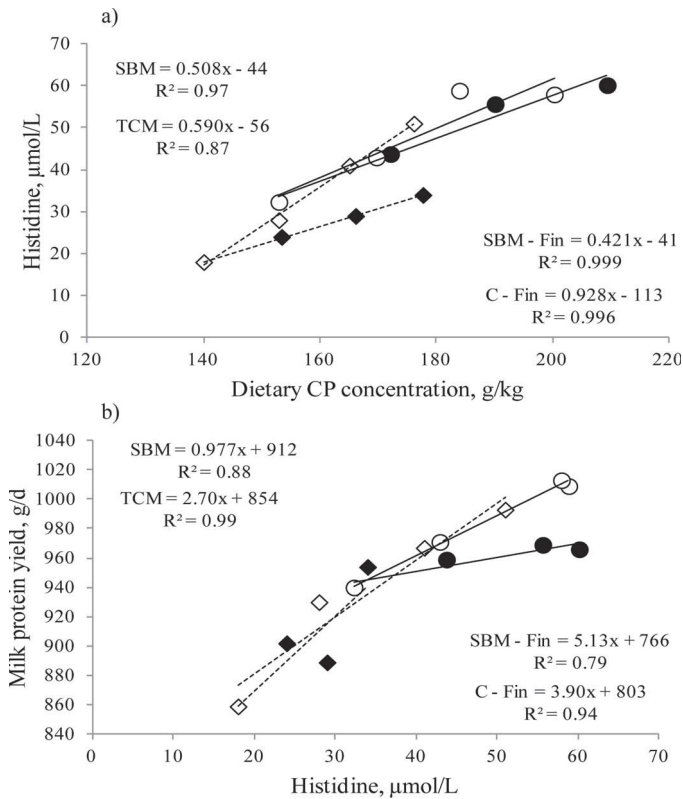 a)
SBM = 0.508x - 44
R² = 0.97
TCM = 0.590x - 56
R² = 0.87
SBM - Fin = 0.421x - 41
R² = 0.999
C - Fin = 0.928x - 113
R² = 0.996
Histidine, µmol/L
70
60
50
40
30
20
10
0
120
140
160
180
200
220
Dietary CP concentration, g/kg
b)
SBM = 0.977x + 912
R² = 0.88
TCM = 2.70x + 854
R² = 0.99
SBM - Fin = 5.13x + 766
R² = 0.79
C - Fin = 3.90x + 803
R² = 0.94
Milk protein yield, g/d
1040
1020
1000
980
960
940
920
900
880
860
840
0
10
20
30
40
50
60
70
Histidine, µmol/L